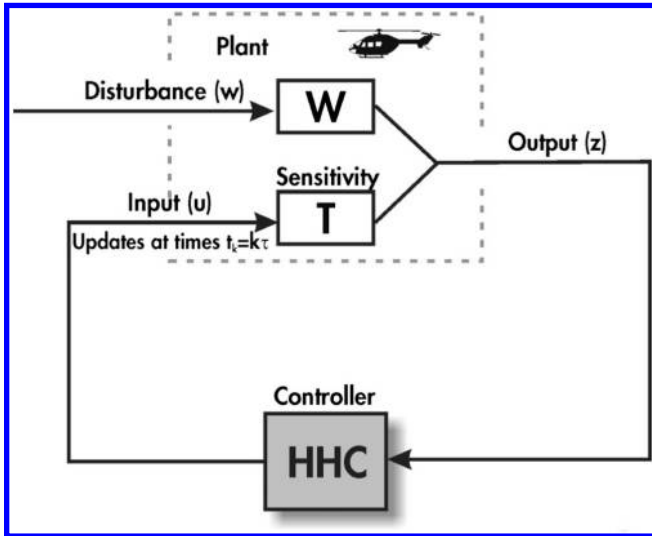 Plant
Disturbance (w)
W
Output (z)
Sensitivity
Input (u)
T
Updates at times tₖ=kτ
Controller
HHC